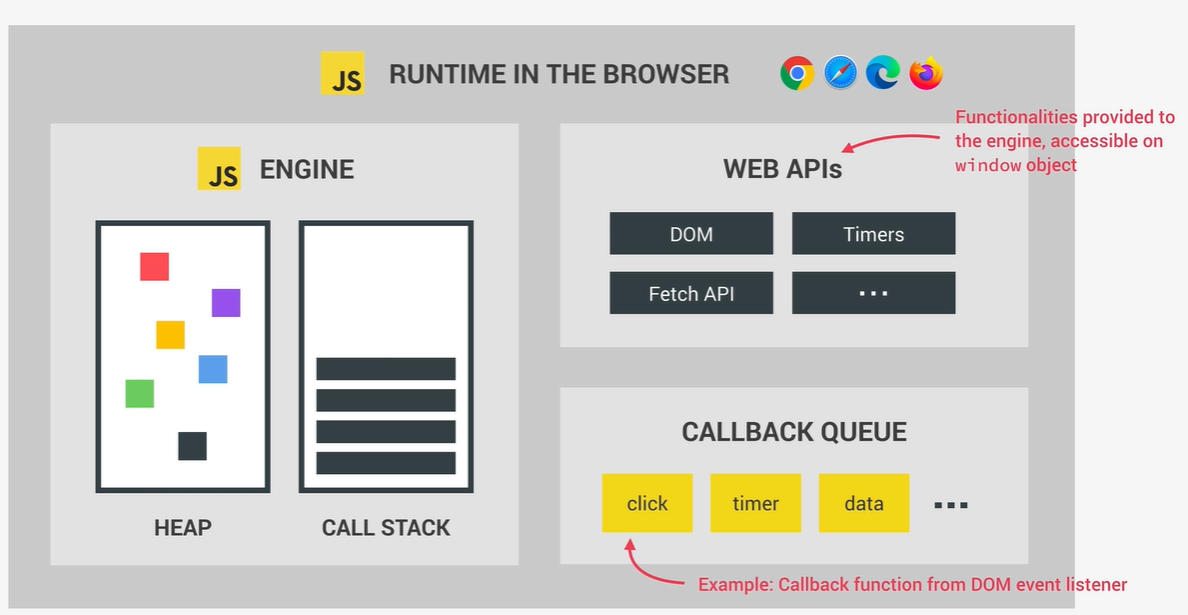 JS RUNTIME IN THE BROWSER
Functionalities provided to
the engine, accessible on
window object
JS ENGINE
HEAP
CALL STACK
WEB APIs
DOM
Timers
Fetch API
...
CALLBACK QUEUE
click
timer
data
...
Example: Callback function from DOM event listener